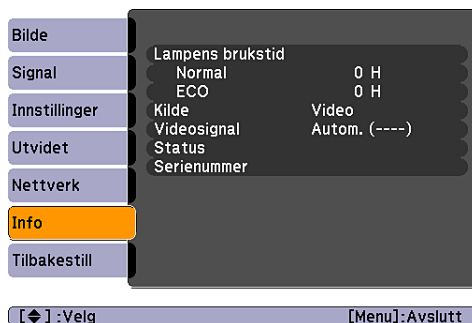 Bilde
Signal
Innstillinger
Utvidet
Nettverk
Info
Tilbakestill
Lampens brukstid
Normal 0 H
ECO 0 H
Kilde Video
Videosignal Autom. (----)
Status
Serienummer
[◆] :Velg [Menu]:Avslutt